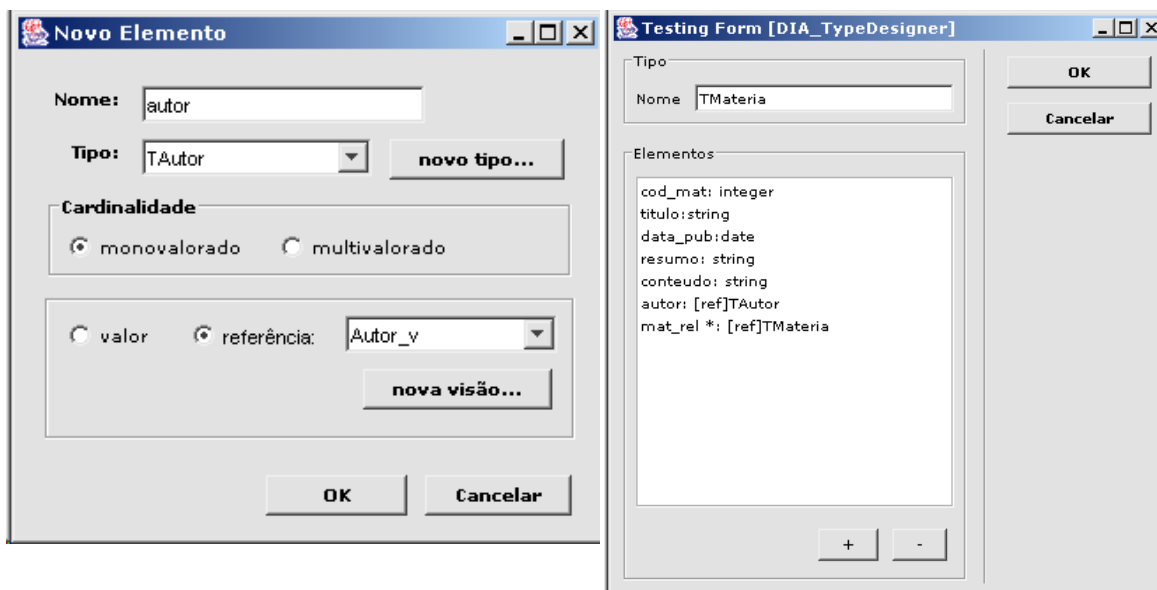 Novo Elemento
Nome: autor
Tipo: TAutor novo tipo...
Cardinalidade
monovalorado multivalorado
valor referência: Autor_v
nova visão...
OK Cancelar
Testing Form [DIA_TypeDesigner]
Tipo
Nome TMateria
OK
Cancelar
Elementos
cod_mat: integer
titulo:string
data_pub:date
resumo: string
conteudo: string
autor: [ref]TAutor
mat_rel *: [ref]TMateria
+ -